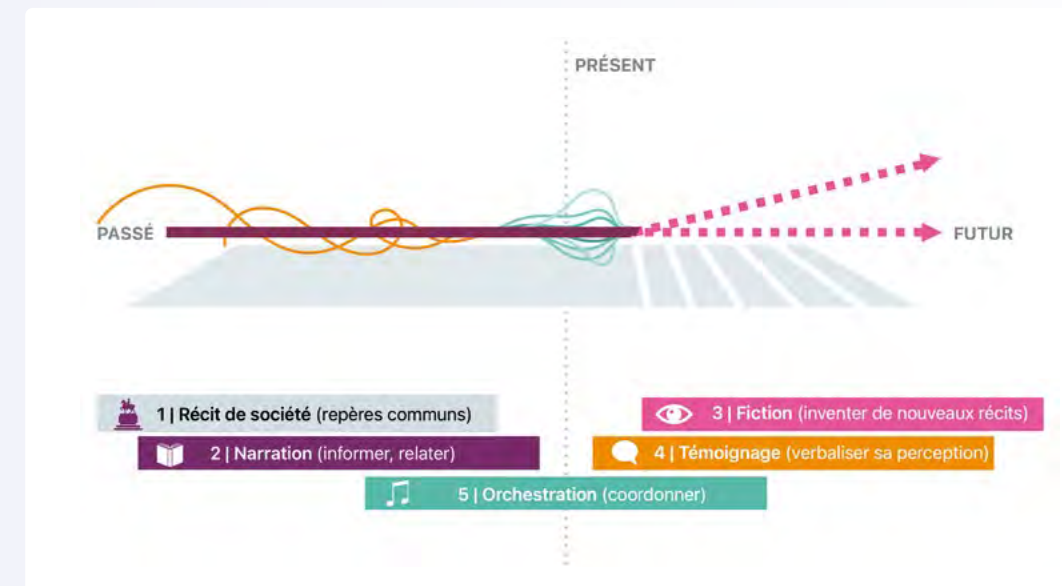 PRÉSENT
PASSÉ
FUTUR
1 | Récit de société (repères communs)
3 | Fiction (inventer de nouveaux récits)
2 | Narration (informer, relater)
4 | Témoignage (verbaliser sa perception)
5 | Orchestration (coordonner)